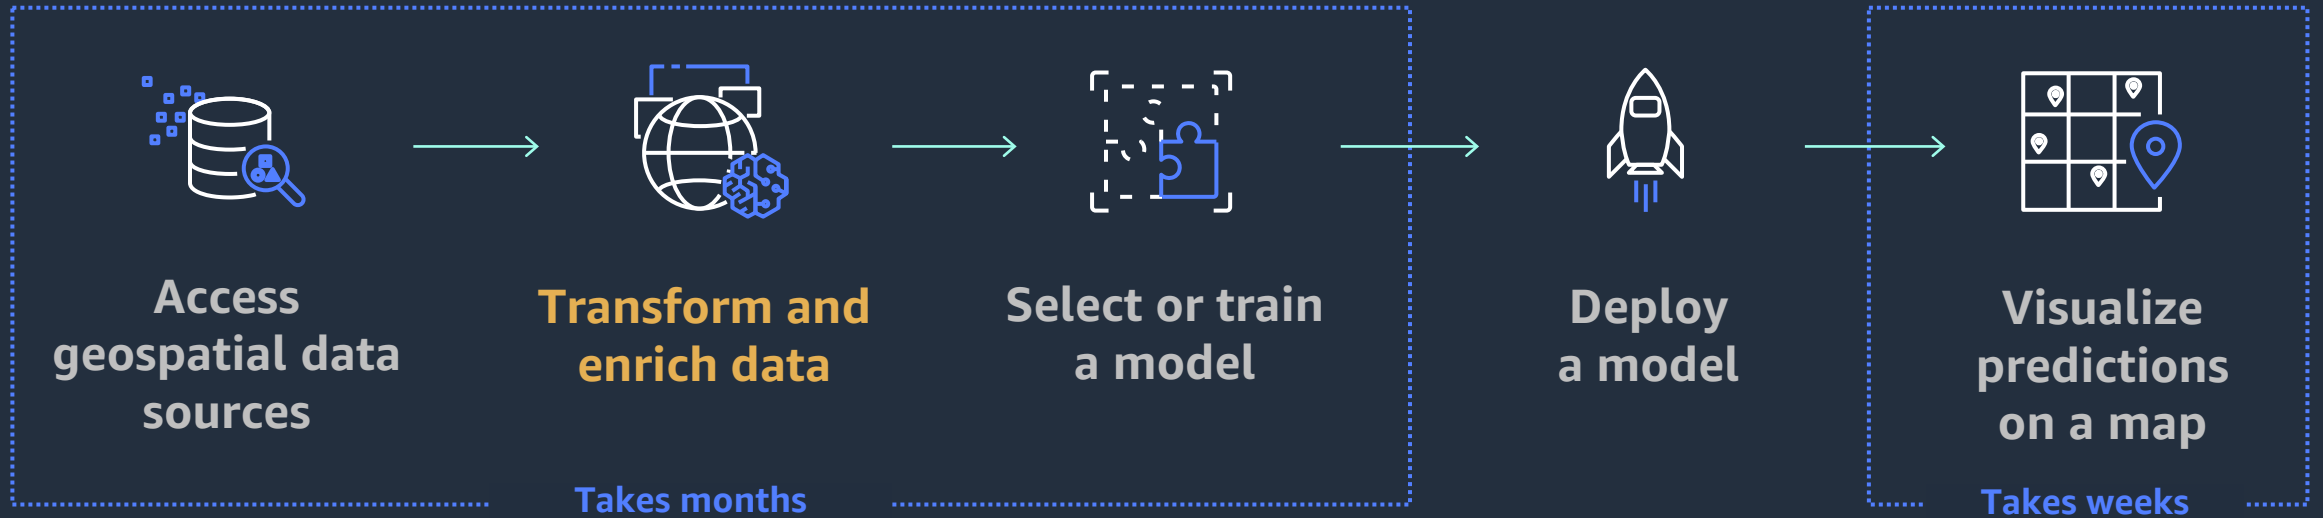 Access
geospatial data
sources
Transform and
enrich data
Select or train
a model
Deploy
a model
Visualize
predictions
on a map
Takes months
Takes weeks